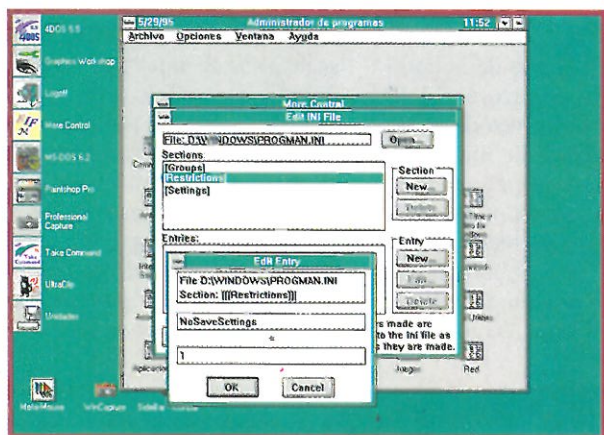 4DOS 5.5
Graphics Workshop
Logoff
More Control
MS-DOS 6.2
Paintshop Pro
Professional
Capture
Take Command
UltraClip
Unidades
MetaMouse
WinCapture
5/29/95 Administrador de programas 11:52
Archivo Opciones Ventana Ayuda
More Control
Edit INI File
File: D:\WINDOWS\PROGMAN.INI
Open...
Sections
[Groups]
[Restrictions]
[Settings]
Section
New...
Delete
Entries:
Entry
New...
Edit...
Delete
s made are
to the ini file as
s they are made.
Edit Entry
File D:\WINDOWS\PROGMAN.INI
Section: [[[Restrictions]]]
NoSaveSettings
=
1
OK
Cancel
Juegos
Red